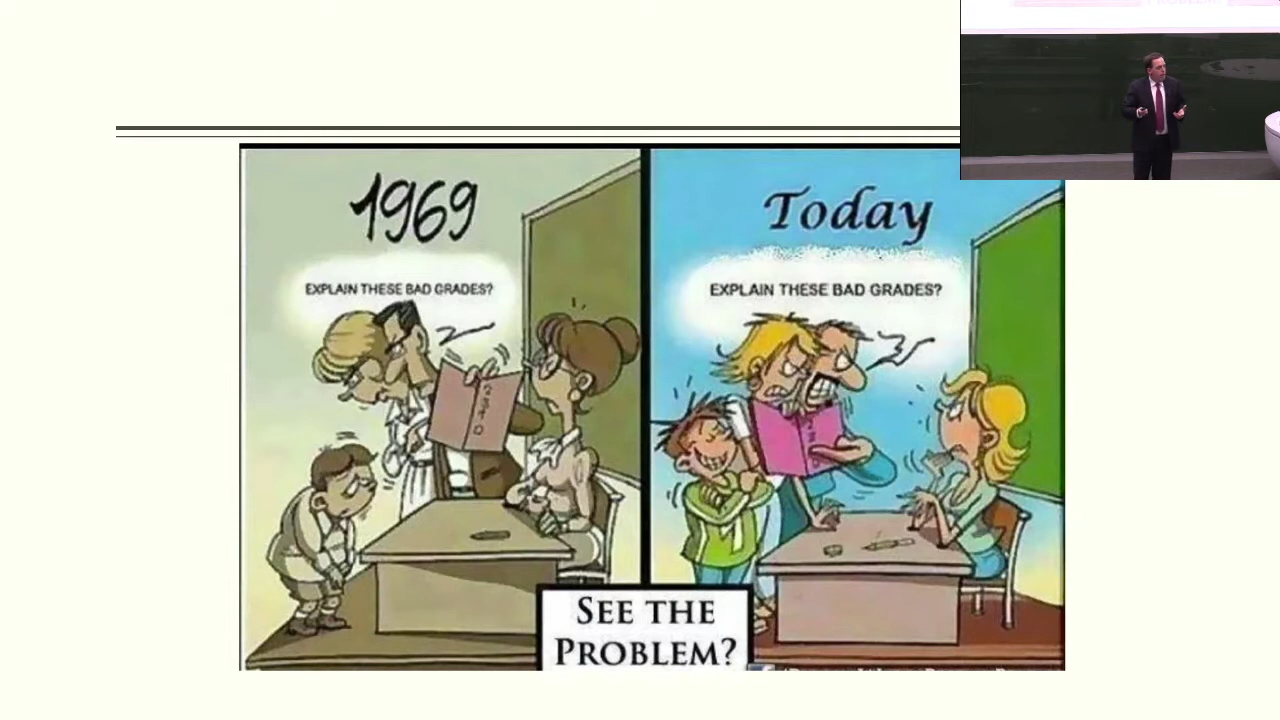 1969
EXPLAIN THESE BAD GRADES?
Today
EXPLAIN THESE BAD GRADES?
SEE THE
PROBLEM?